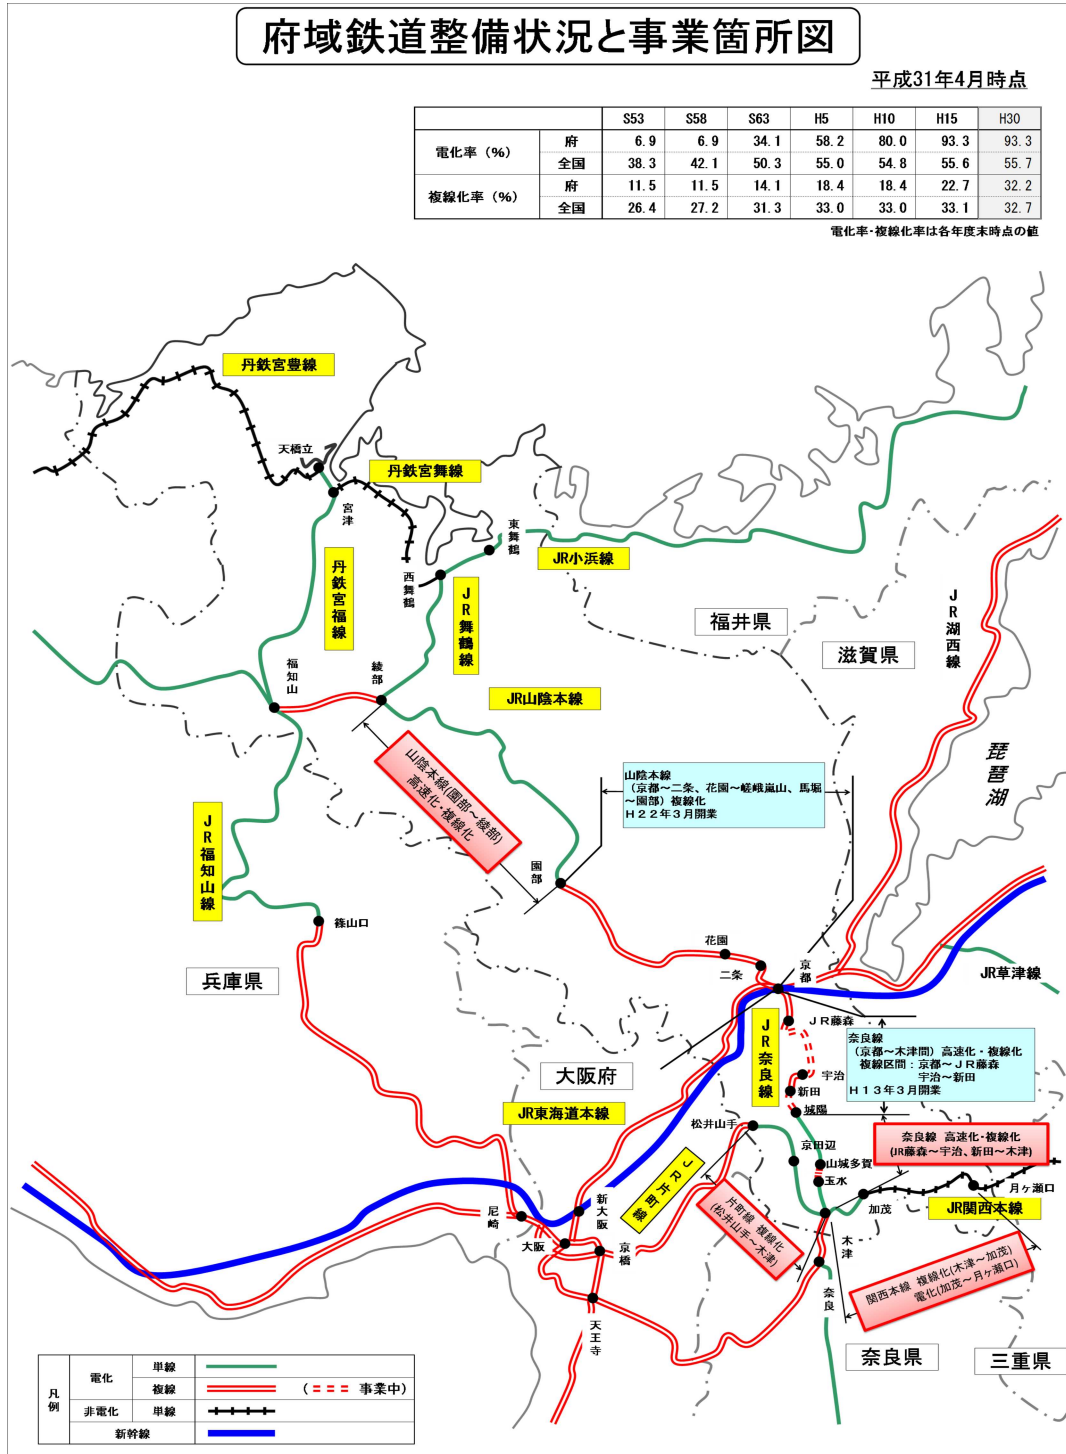 府域鉄道整備状況と事業箇所図
平成31年4月時点
S53 S58 S63 H5 H10 H15 H30
電化率（%） 府 6.9 6.9 34.1 58.2 80.0 93.3 93.3
全国 38.3 42.1 50.3 55.0 54.8 55.6 55.7
複線化率（%） 府 11.5 11.5 14.1 18.4 18.4 22.7 32.2
全国 26.4 27.2 31.3 33.0 33.0 33.1 32.7
電化率・複線化率は各年度末時点の値
丹鉄宮豊線
天橋立
丹鉄宮舞線
宮津
東舞鶴
JR小浜線
西舞鶴
丹鉄宮福線
JR舞鶴線
福井県
滋賀県
JR湖西線
福知山
綾部
JR山陰本線
琵琶湖
山陰本線(園部～綾部)
高速化・複線化
山陰本線
（京都～二条、花園～嵯峨嵐山、馬堀
～園部）複線化
H22年3月開業
JR福知山線
園部
篠山口
花園
二条
京都
兵庫県
JR草津線
JR藤森
JR奈良線
奈良線
（京都～木津間）高速化・複線化
複線区間：京都～JR藤森
宇治～新田
H13年3月開業
大阪府
宇治
新田
城陽
JR東海道本線
松井山手
京田辺
奈良線 高速化・複線化
(JR藤森～宇治、新田～木津)
山城多賀
玉水
JR片町線
片町線 複線化
(松井山手～木津)
加茂
月ヶ瀬口
JR関西本線
尼崎
新大阪
大阪
京橋
木津
関西本線 複線化(木津～加茂)
電化(加茂～月ヶ瀬口)
奈良
天王寺
奈良県
三重県
凡例
電化 単線
複線 （ 事業中）
非電化 単線
新幹線